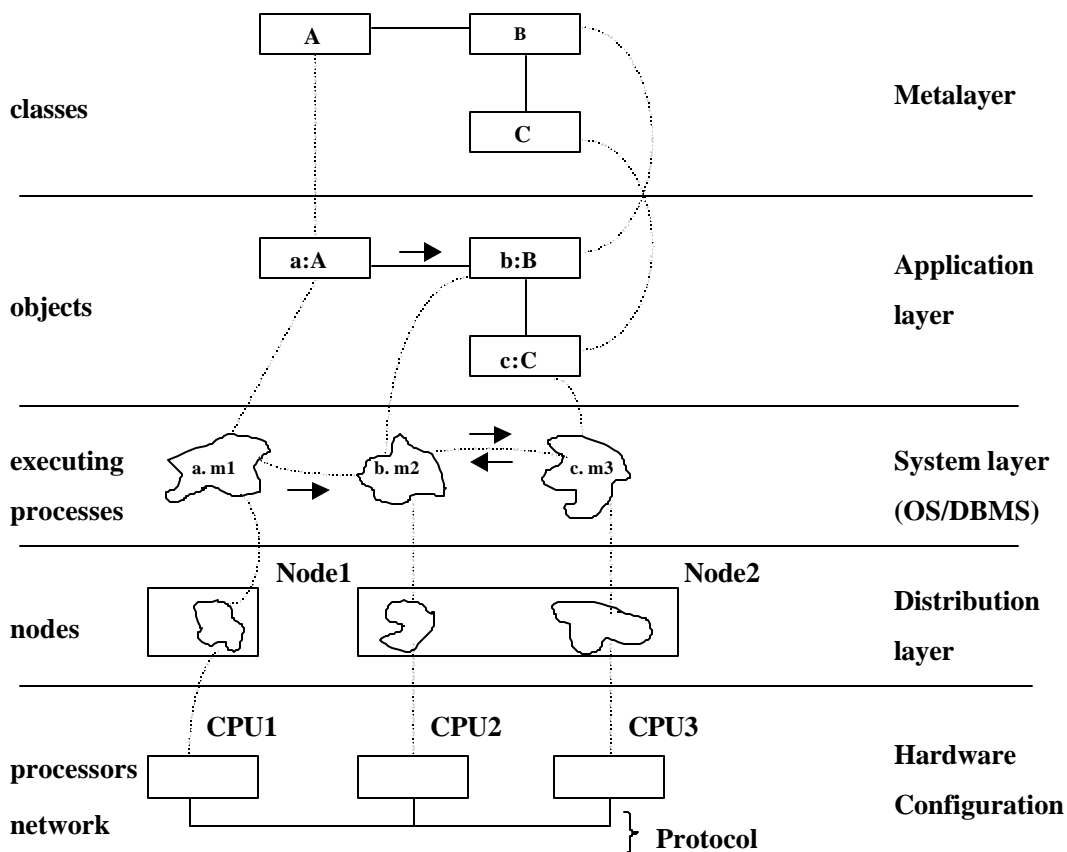 A
B
classes
Metalayer
C
a:A
b:B
Application
layer
objects
c:C
executing
processes
a. m1
b. m2
c. m3
System layer
(OS/DBMS)
Node1
Node2
nodes
Distribution
layer
CPU1
CPU2
CPU3
processors
network
Hardware
Configuration
Protocol